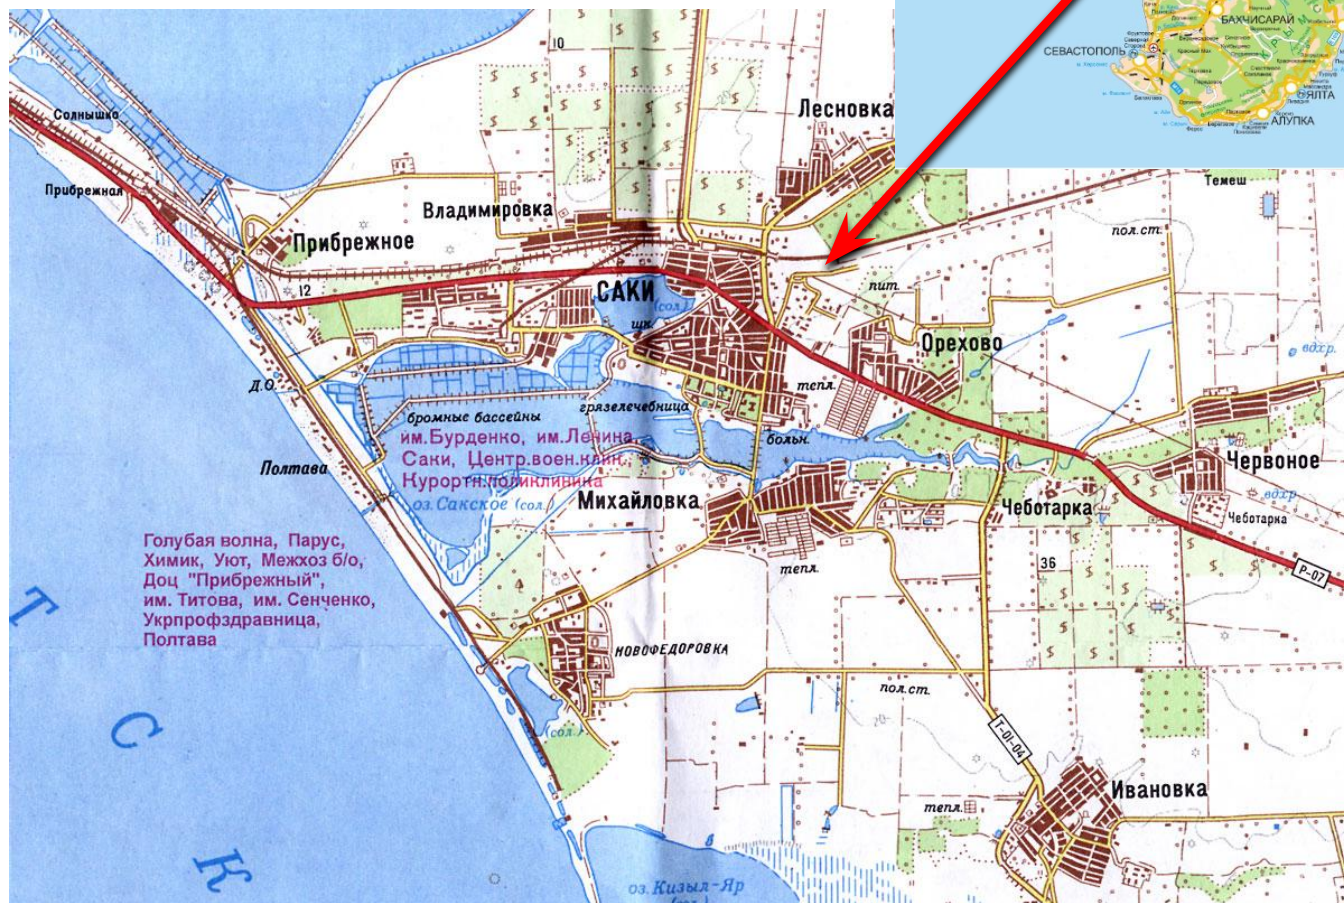 БАХЧИСАРАЙ
СЕВАСТОПОЛЬ
ЯЛТА
АЛУПКА
10
Солнышко
Лесновка
Прибрежная
Темеш
Владимировка
пол.ст.
Прибрежное
12
САКИ
(сол.)
пит.
шк.
Орехово
вдхр.
Д.О.
тепл.
бромные бассейны
грязелечебница
им.Бурденко, им.Ленина,
больн.
Саки, Центр.воен.клин.,
Полтава
Червоное
Курортн.поликлиника
оз. Сакское (сол.)
Михайловка
Чеботарка
вдхр
Чеботарка
Голубая волна, Парус,
Химик, Уют, Межхоз б/о,
Доц "Прибрежный",
им. Титова, им. Сенченко,
Укрпрофздравница,
Полтава
тепл.
36
Р-07
НОВОФЕДОРОВКА
пол.ст.
20
Т
С
К
(сол.)
Т-01-04
Ивановка
тепл.
оз. Кизыл-Яр